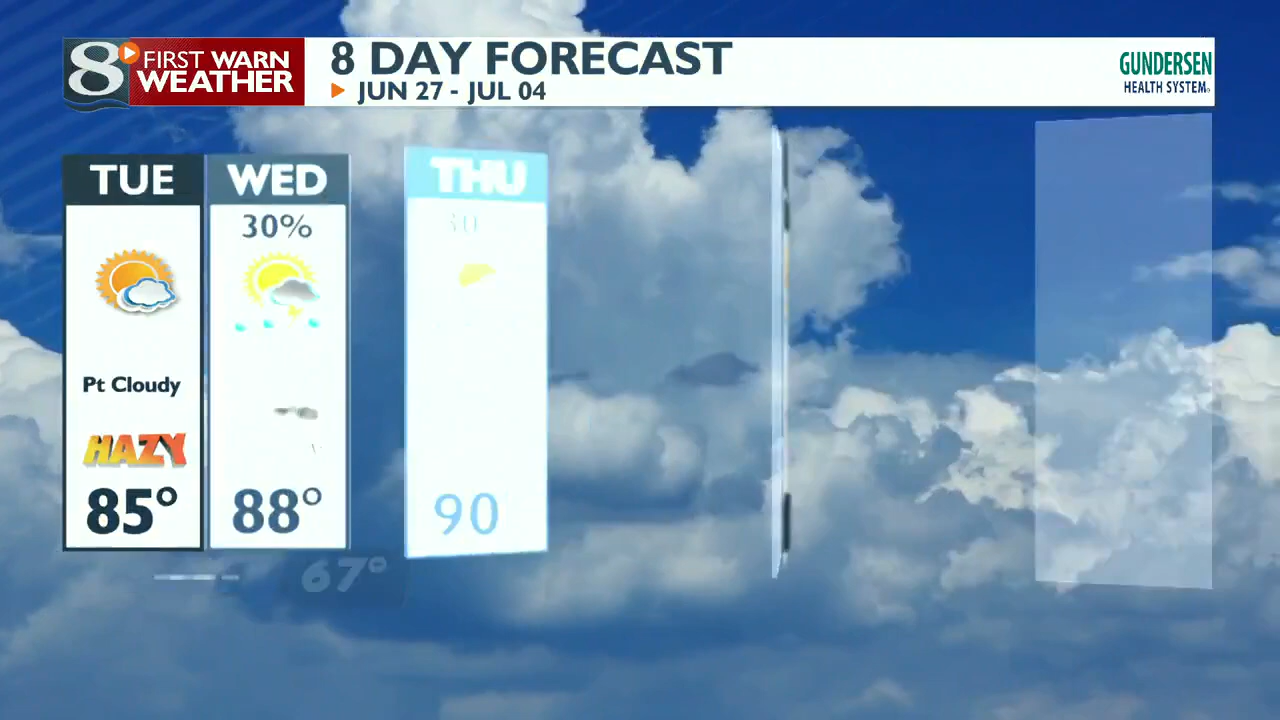 8 FIRST WARN
WEATHER
8 DAY FORECAST
JUN 27 - JUL 04
GUNDERSEN
HEALTH SYSTEM
TUE
Pt Cloudy
HAZY
85°
WED
30%
88°
67°
THU
90